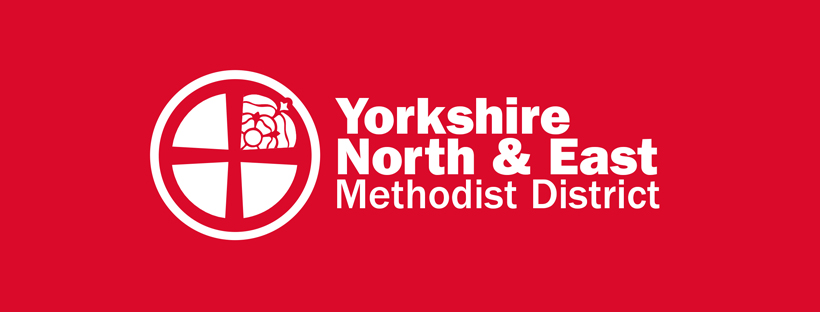 Yorkshire
North & East
Methodist District